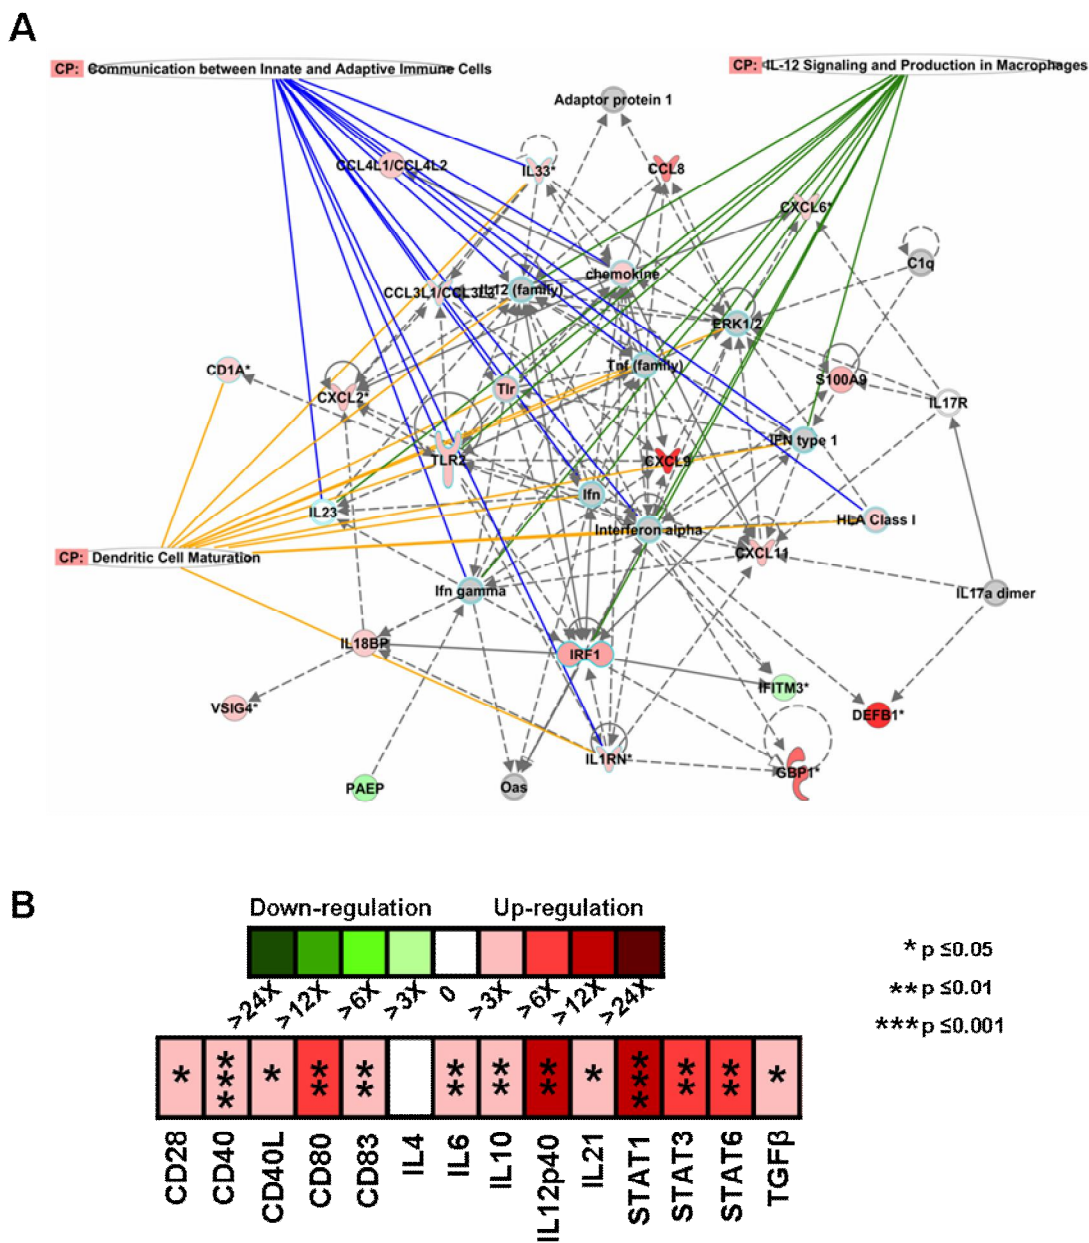 A
CP: Communication between Innate and Adaptive Immune Cells
CP: IL-12 Signaling and Production in Macrophages
Adaptor protein 1
CCL4L1/CCL4L2
IL33*
CCL8
CXCL6*
C1q
chemokine
CCL3L1/CCL3L3
IL12 (family)
ERK1/2
CD1A*
CXCL2*
Tlr
Tnf (family)
S100A9
IL17R
IFN type 1
TLR2
CXCL9
Ifn
IL23
Interferon alpha
HLA Class I
CXCL11
CP: Dendritic Cell Maturation
Ifn gamma
IL17a dimer
IL18BP
IRF1
IFITM3*
VSIG4*
DEFB1*
IL1RN*
GBP1*
PAEP
Oas
B
Down-regulation Up-regulation
>24X >12X >6X >3X 0 >3X >6X >12X >24X
* p ≤0.05
** p ≤0.01
*** p ≤0.001
* *** * ** ** ** ** ** * *** ** ** *
CD28 CD40 CD40L CD80 CD83 IL4 IL6 IL10 IL12p40 IL21 STAT1 STAT3 STAT6 TGFβ